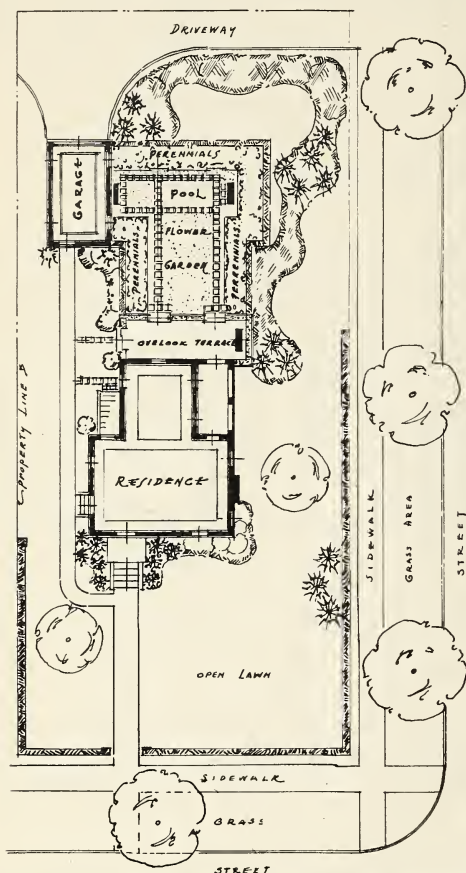 DRIVEWAY
PERENNIALS
GARAGE
POOL
FLOWER
PERENNIALS
PERRENNIALS
GARDEN
OVERLOOK TERRACE
PROPERTY LINE
RESIDENCE
SIDEWALK
GRASS AREA
STREET
OPEN LAWN
SIDEWALK
GRASS
STREET